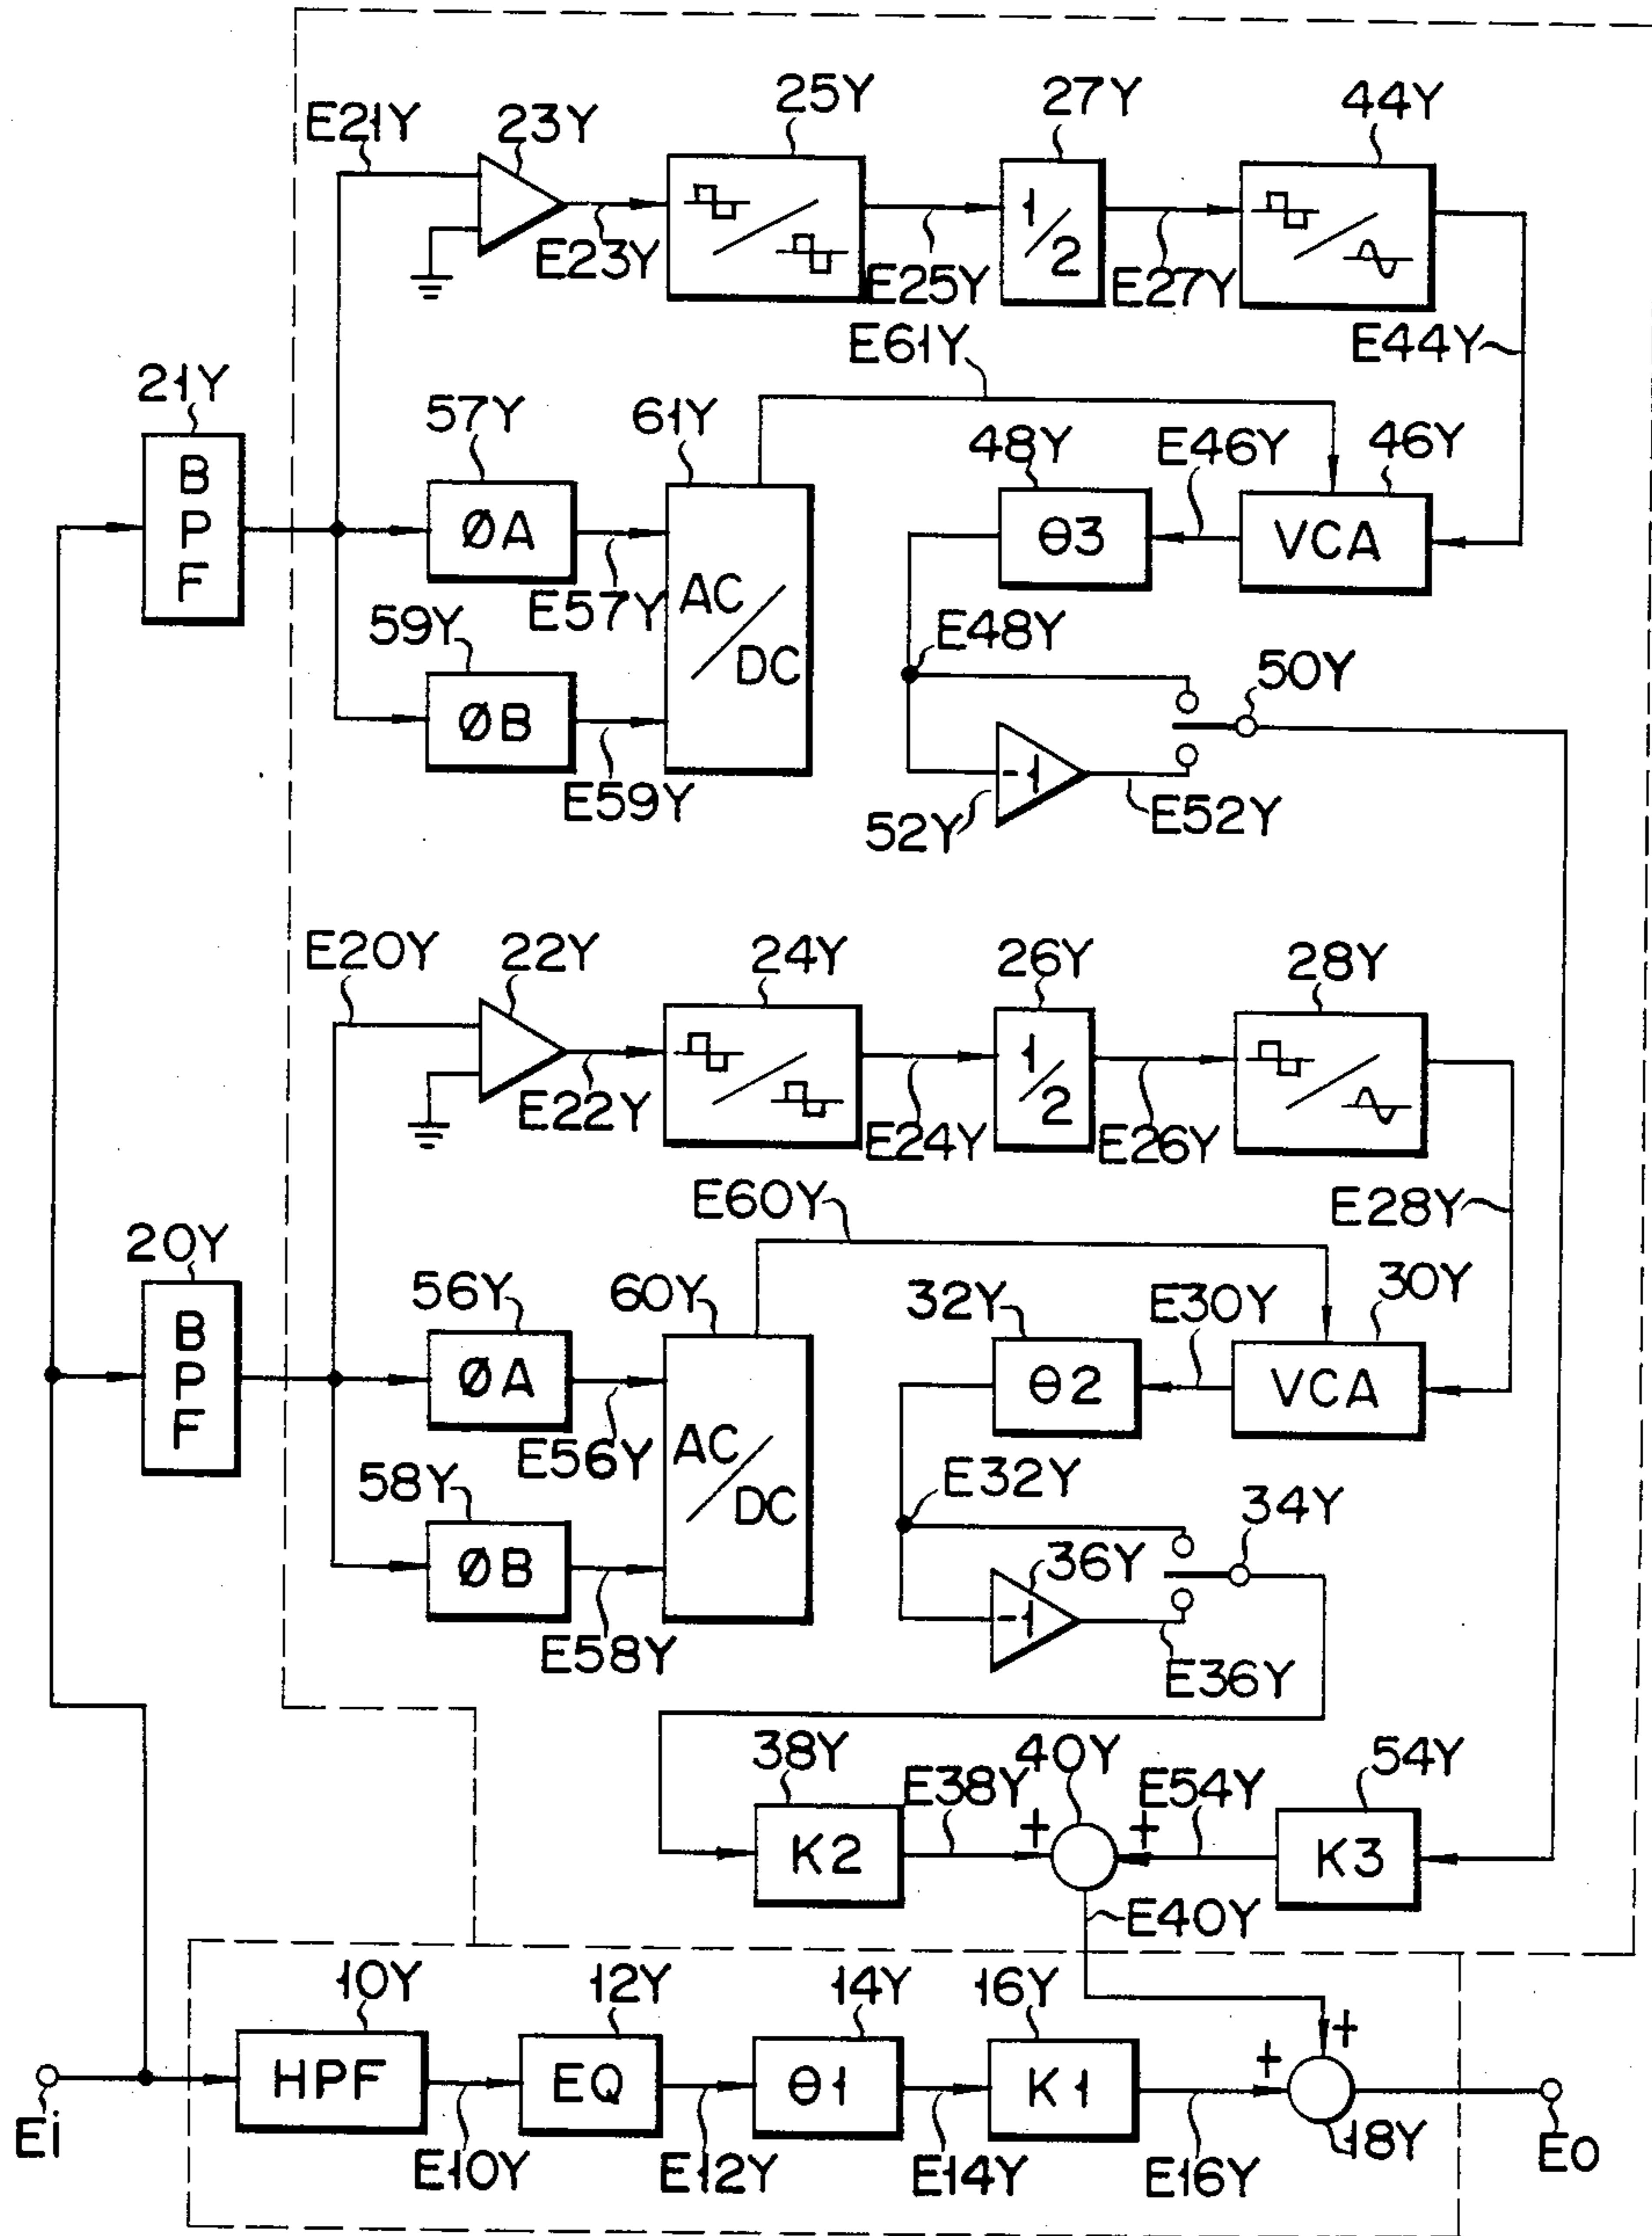 25Y
27Y
44Y
E21Y
23Y
1/2
E23Y
E25Y
E27Y
E61Y
E44Y
21Y
57Y
61Y
48Y
E46Y
46Y
B
P
F
ØA
AC/DC
θ3
VCA
E57Y
59Y
E48Y
50Y
ØB
-1
E59Y
52Y
E52Y
E20Y
22Y
24Y
26Y
28Y
1/2
E22Y
E24Y
E26Y
E60Y
E28Y
20Y
56Y
60Y
32Y
E30Y
30Y
B
P
F
ØA
AC/DC
θ2
VCA
E56Y
58Y
E32Y
34Y
ØB
36Y
-1
E58Y
E36Y
38Y
40Y
54Y
E38Y
E54Y
K2
+
+
K3
E40Y
10Y
12Y
14Y
16Y
+
+
HPF
EQ
θ1
K1
Ei
E10Y
E12Y
E14Y
E16Y
18Y
EO